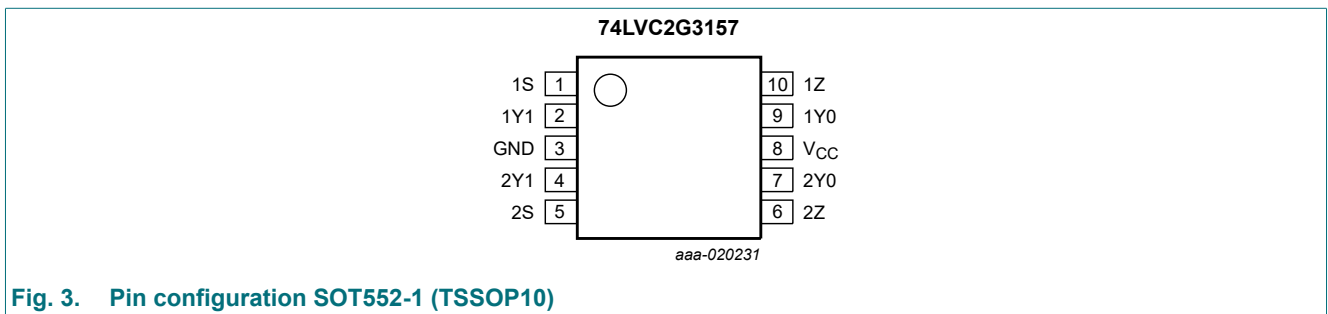 74LVC2G3157
1S 1 10 1Z
1Y1 2 9 1Y0
GND 3 8 VCC
2Y1 4 7 2Y0
2S 5 6 2Z
aaa-020231
Fig. 3. Pin configuration SOT552-1 (TSSOP10)